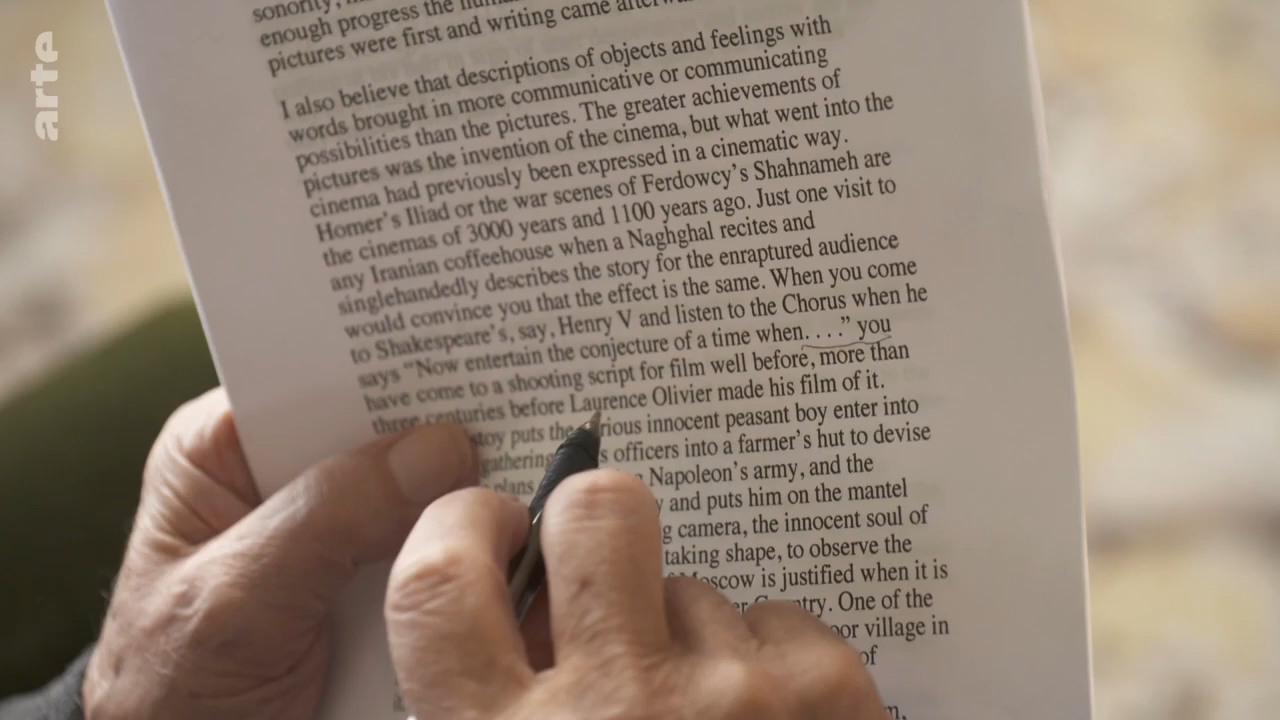 arte
sonority,
enough progress the human
pictures were first and writing came
I also believe that descriptions of objects and feelings with
words brought in more communicative or communicating
possibilities than the pictures. The greater achievements of
pictures was the invention of the cinema, but what went into the
cinema had previously been expressed in a cinematic way.
Homer's Iliad or the war scenes of Ferdowcy's Shahnameh are
the cinemas of 3000 years and 1100 years ago. Just one visit to
any Iranian coffeehouse when a Naghghal recites and
singlehandedly describes the story for the enraptured audience
would convince you that the effect is the same. When you come
to Shakespeare's, say, Henry V and listen to the Chorus when he
says "Now entertain the conjecture of a time when. . . ." you
have come to a shooting script for film well before, more than
three centuries before Laurence Olivier made his film of it.
puts the innocent peasant boy enter into
gathering officers into a farmer's hut to devise
plans Napoleon's army, and the
and puts him on the mantel
camera, the innocent soul of
taking shape, to observe the
Moscow is justified when it is
One of the
village in
of